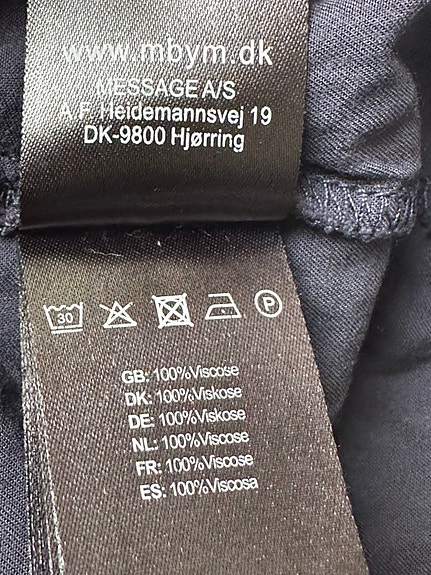 www.mbym.dk
MESSAGE A/S
A.F. Heidemannsvej 19
DK-9800 Hjørring
30 P
GB: 100%Viscose
DK: 100%Viskose
DE: 100%Viskose
NL: 100%Viscose
FR: 100%Viscose
ES: 100%Viscosa